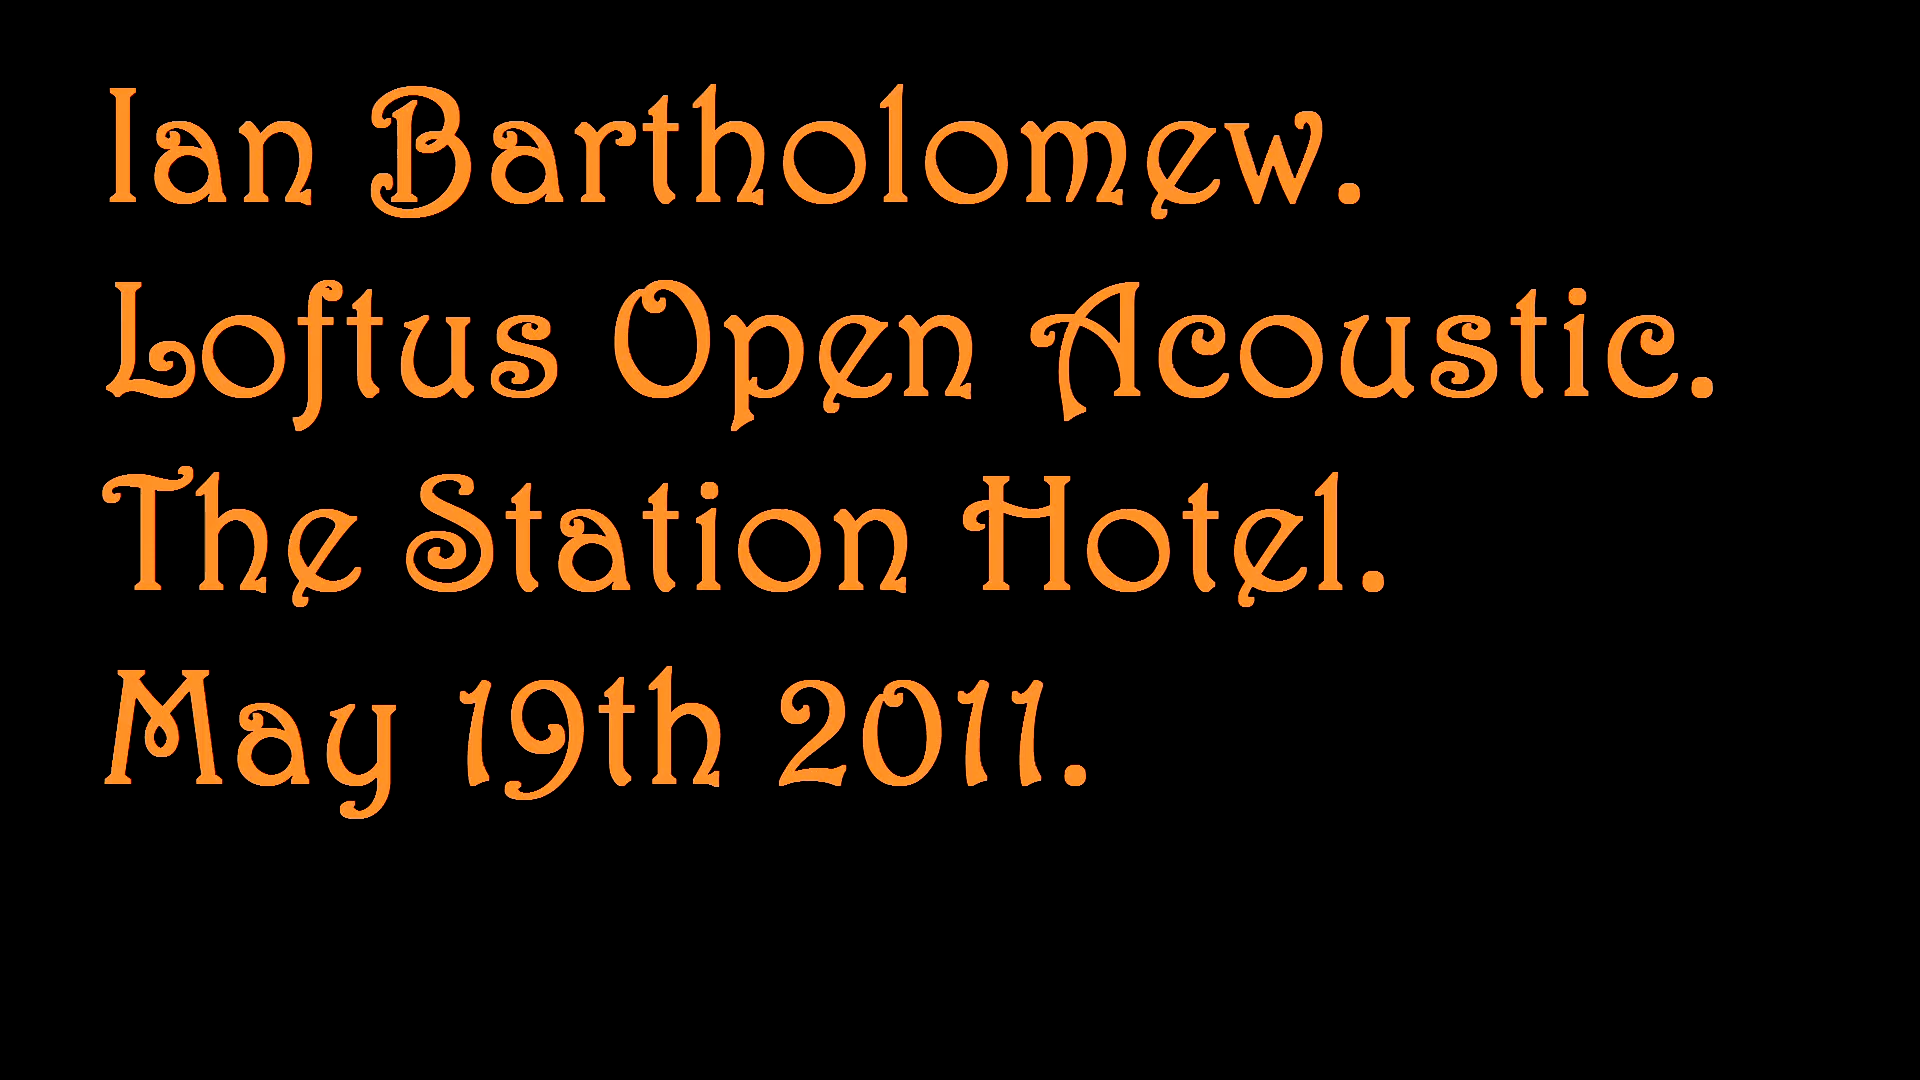 Ian Bartholomew.
Loftus Open Acoustic.
The Station Hotel.
May 19th 2011.